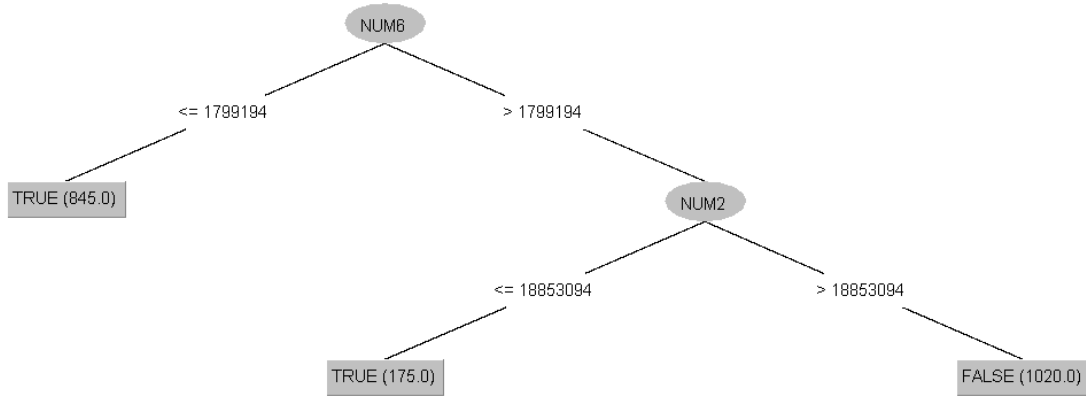 NUM6
<= 1799194
> 1799194
TRUE (845.0)
NUM2
<= 18853094
> 18853094
TRUE (175.0)
FALSE (1020.0)